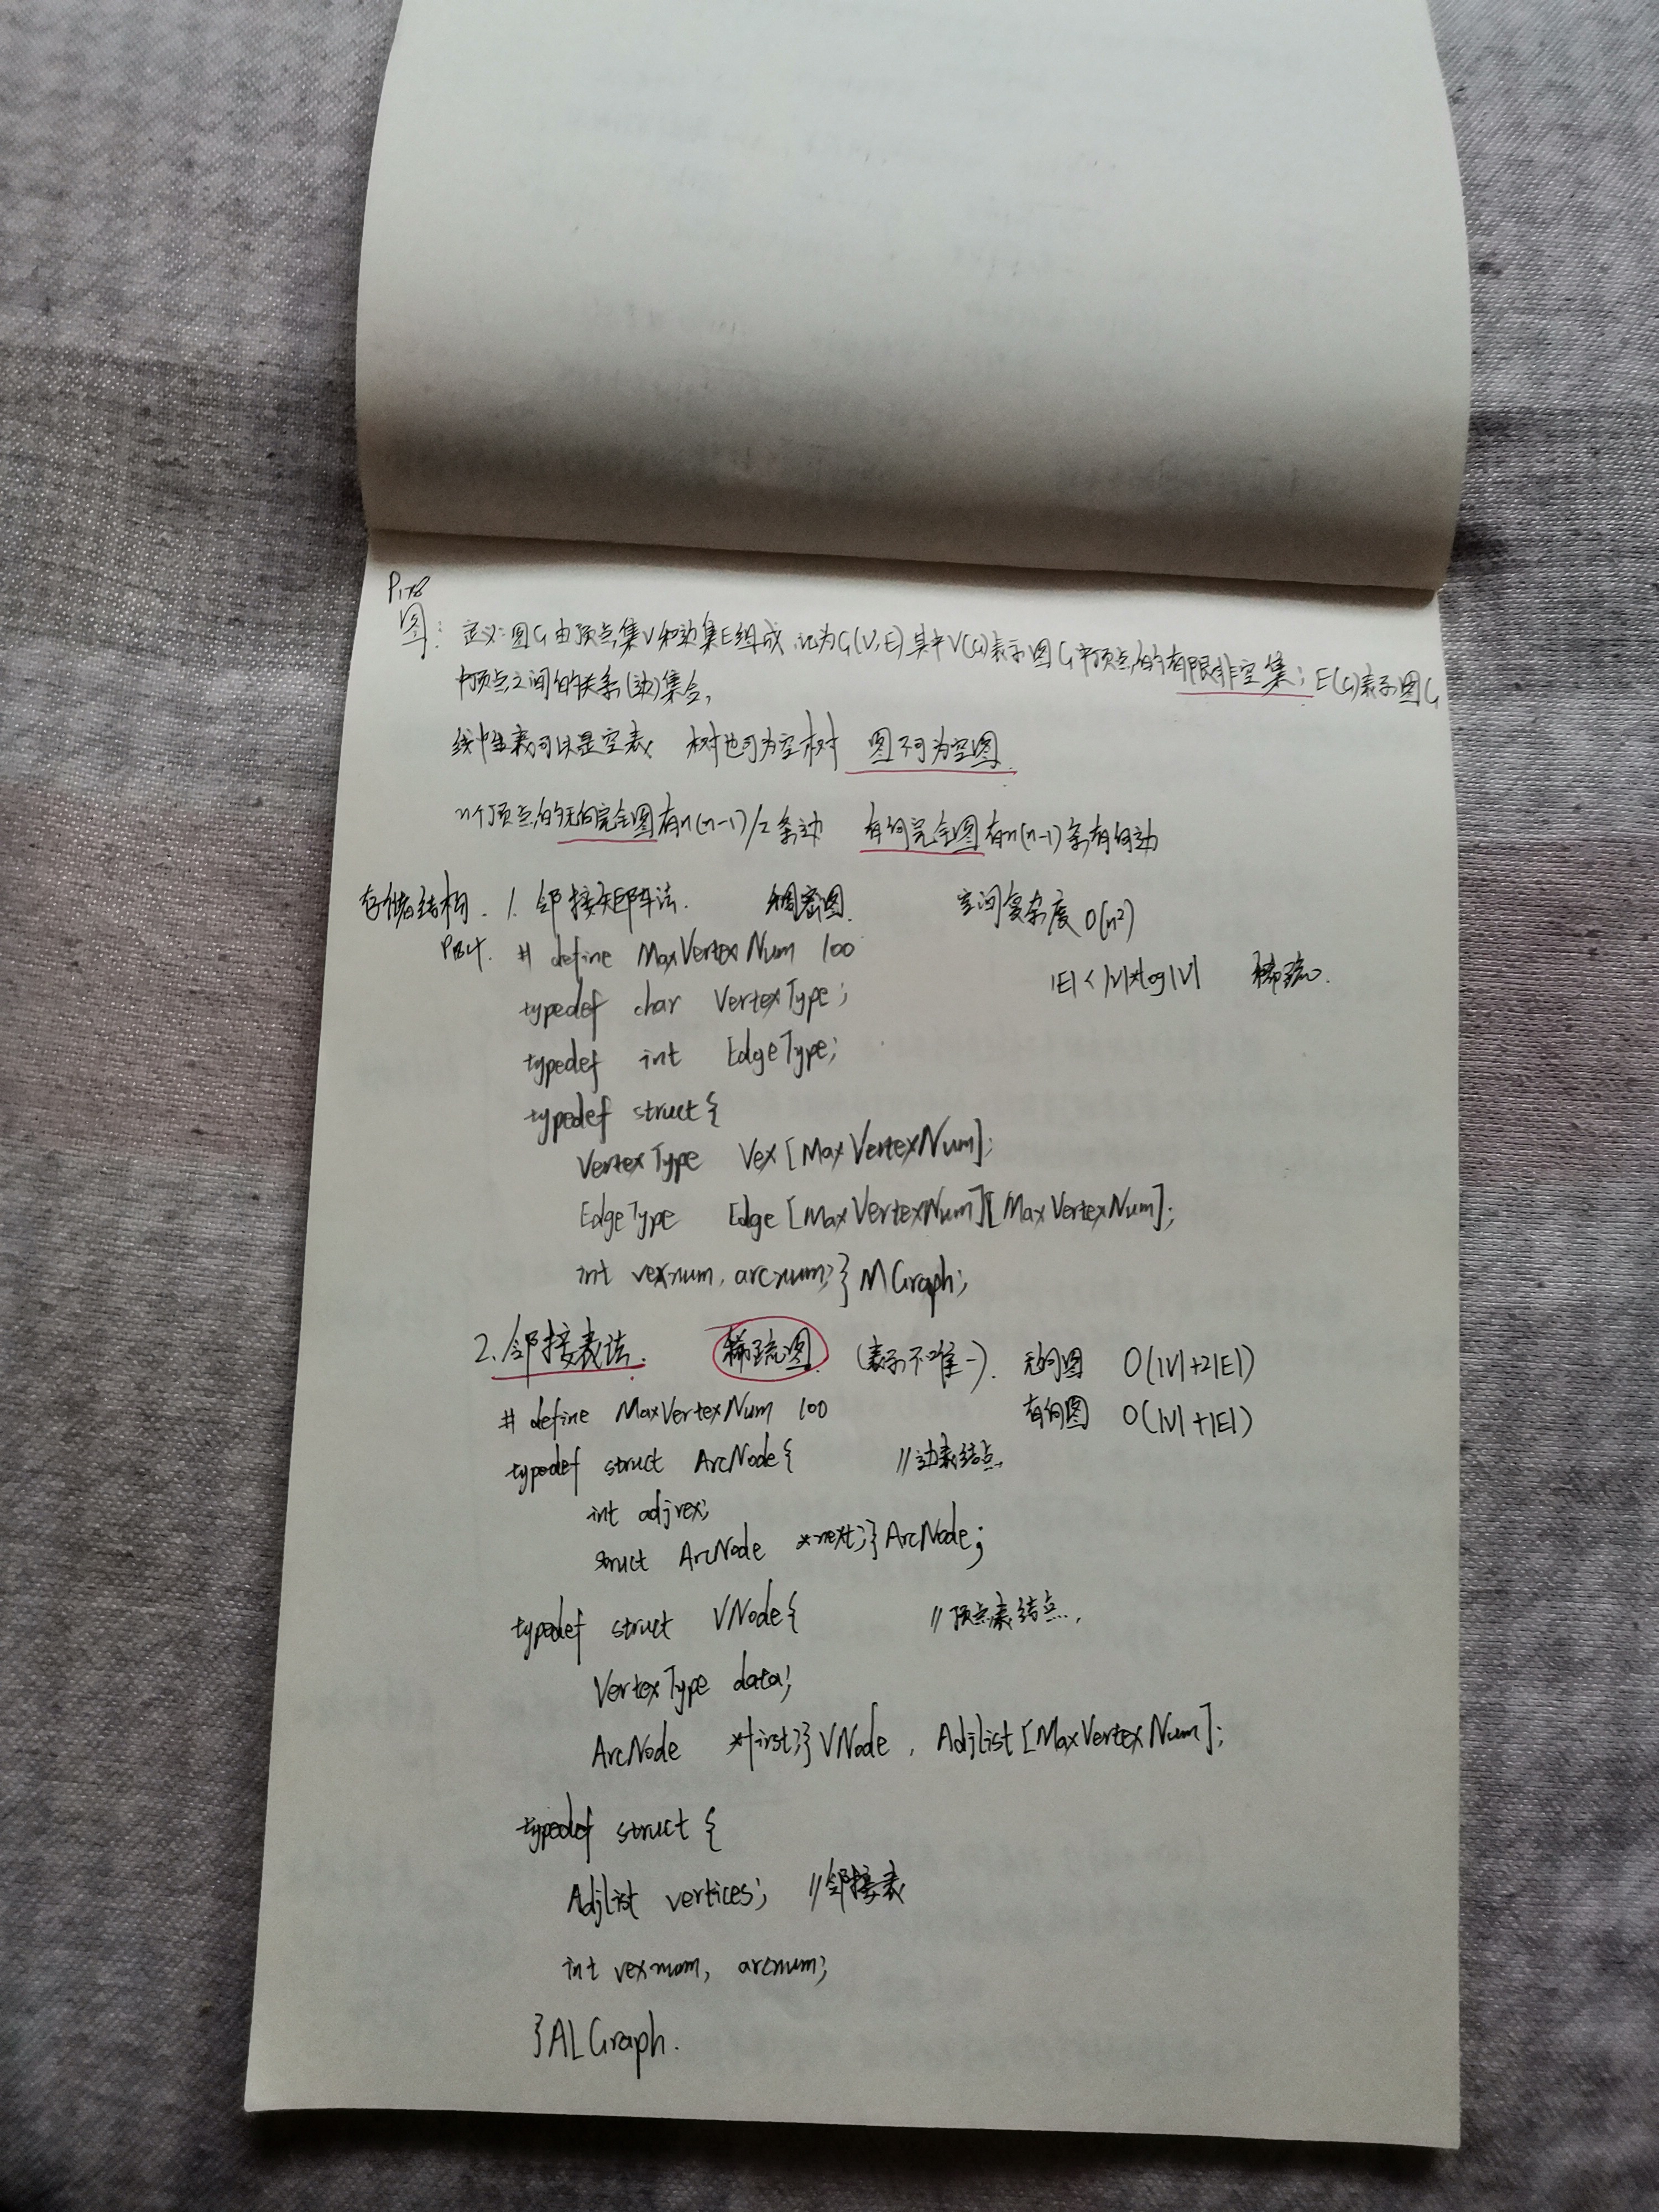 P178
图: 定义:图G由顶点集V和边集E组成,记为G(V,E) 其中V(G)表示图G中顶点的有限非空集; E(G)表示图G
中顶点之间的关系(边)集合,
线性表可以是空表 树也可为空树 图不可为空图.
n个顶点的无向完全图有n(n-1)/2条边 有向完全图有n(n-1)条有向边
存储结构. 1. 邻接矩阵法. 稠密图. 空间复杂度 O(n²)
P184. # define MaxVertexNum 100
|E| < |V|*log|V| 稀疏.
typedef char VertexType;
typedef int EdgeType;
typedef struct{
VertexType Vex[MaxVertexNum];
EdgeType Edge[MaxVertexNum][MaxVertexNum];
int vexnum, arcnum;} MGraph;
2. 邻接表法. 稀疏图 (表示不唯一). 无向图 O(|V|+2|E|)
# define MaxVertexNum 100 有向图 O(|V|+|E|)
typedef struct ArcNode{ //边表结点
int adjvex;
struct ArcNode *next;} ArcNode;
typedef struct VNode{ //顶点表结点,
VertexType data;
ArcNode *first;} VNode, Adjlist[MaxVertexNum];
typedef struct {
Adjlist vertices; //邻接表
int vexnum, arcnum;
}ALGraph.